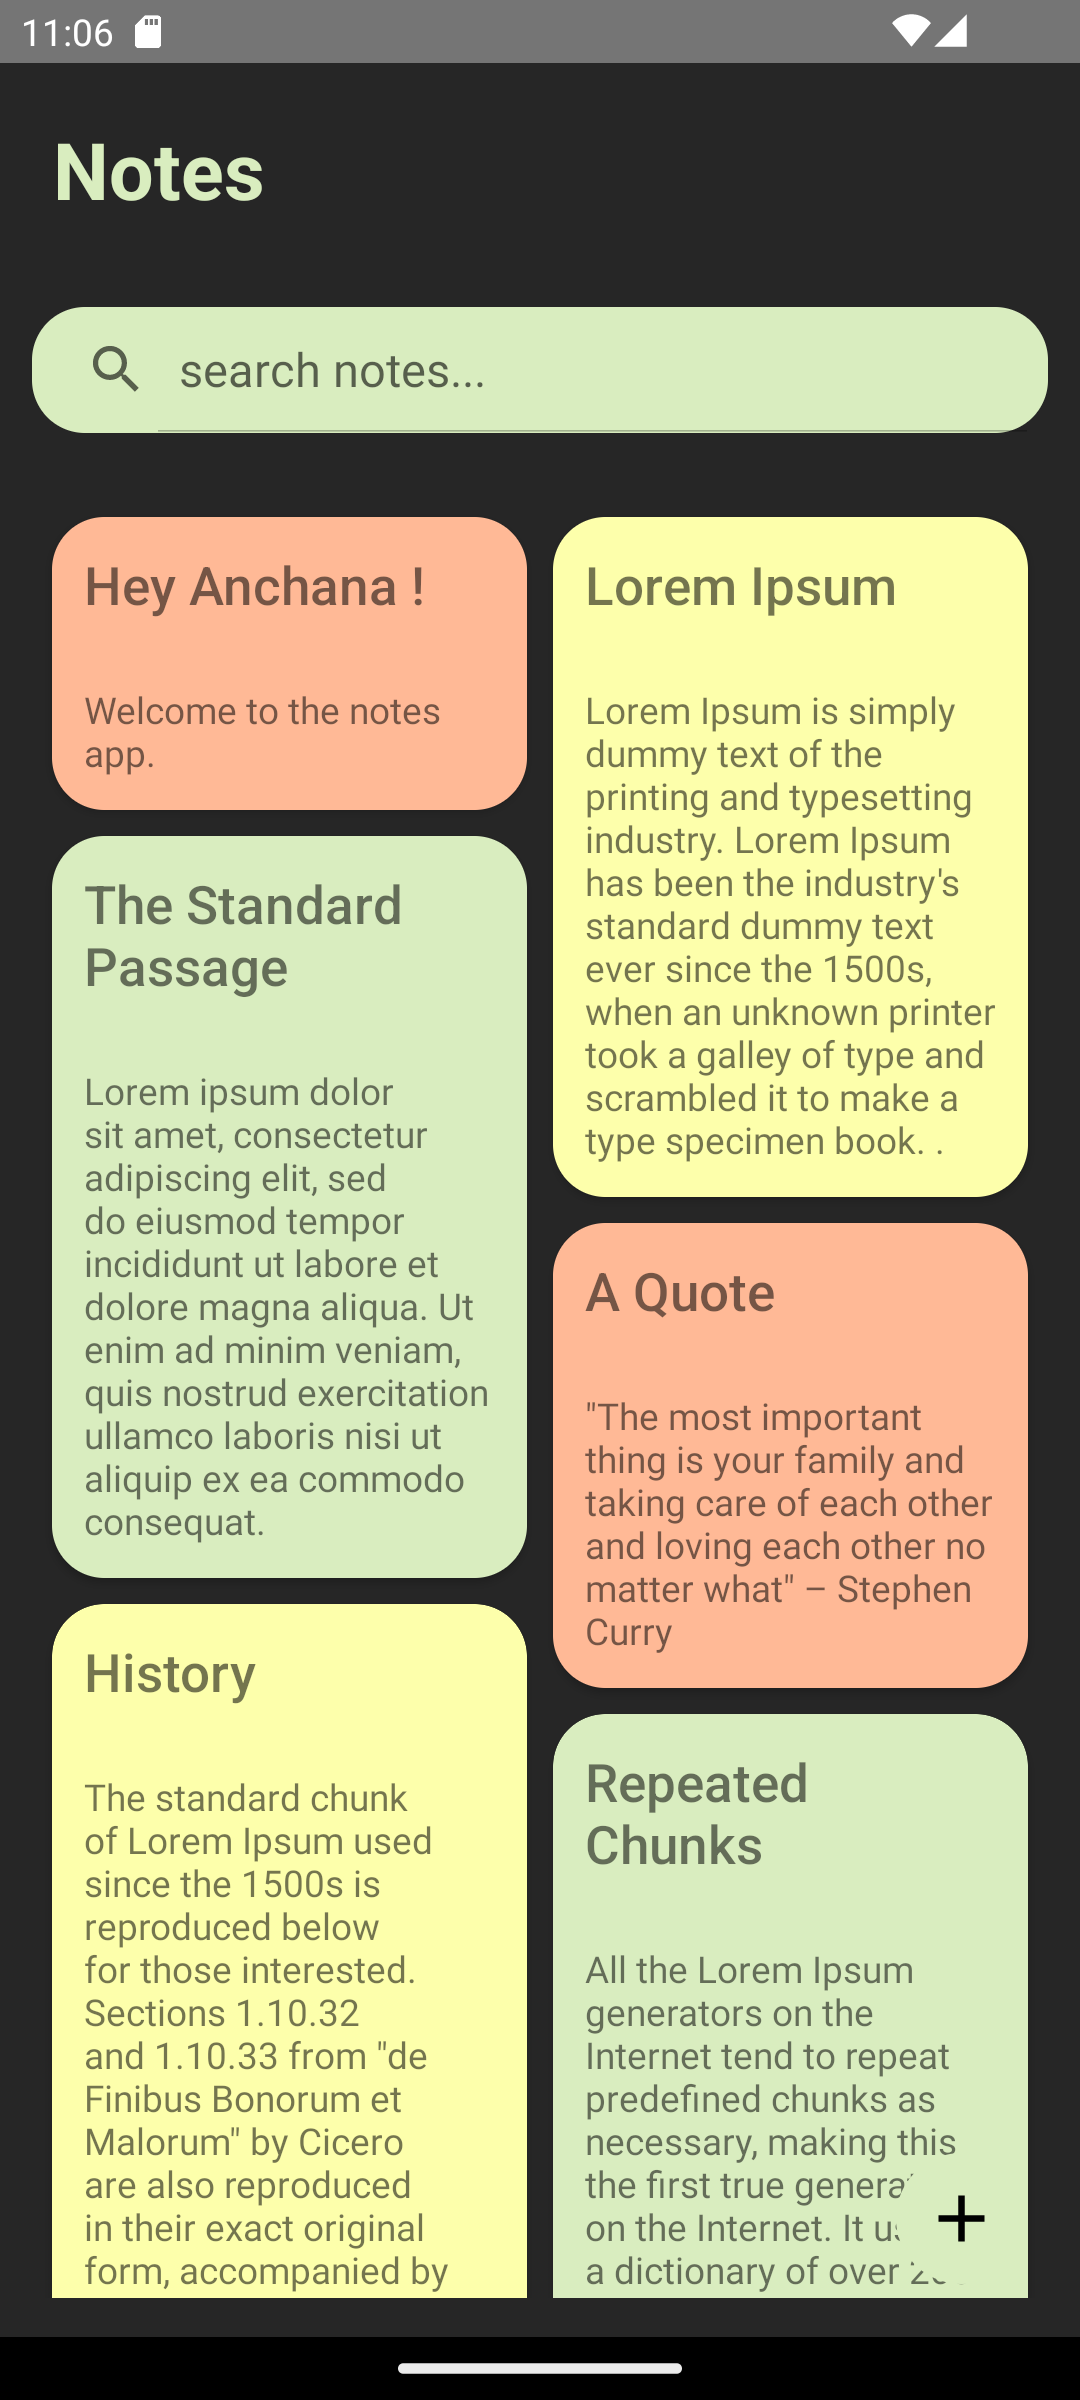 11:06
Notes
search notes...
Hey Anchana !
Welcome to the notes
app.
The Standard
Passage
Lorem ipsum dolor
sit amet, consectetur
adipiscing elit, sed
do eiusmod tempor
incididunt ut labore et
dolore magna aliqua. Ut
enim ad minim veniam,
quis nostrud exercitation
ullamco laboris nisi ut
aliquip ex ea commodo
consequat.
History
The standard chunk
of Lorem Ipsum used
since the 1500s is
reproduced below
for those interested.
Sections 1.10.32
and 1.10.33 from "de
Finibus Bonorum et
Malorum" by Cicero
are also reproduced
in their exact original
form, accompanied by
Lorem Ipsum
Lorem Ipsum is simply
dummy text of the
printing and typesetting
industry. Lorem Ipsum
has been the industry's
standard dummy text
ever since the 1500s,
when an unknown printer
took a galley of type and
scrambled it to make a
type specimen book. .
A Quote
"The most important
thing is your family and
taking care of each other
and loving each other no
matter what" – Stephen
Curry
Repeated
Chunks
All the Lorem Ipsum
generators on the
Internet tend to repeat
predefined chunks as
necessary, making this
the first true
on the Internet. It
a dictionary of over